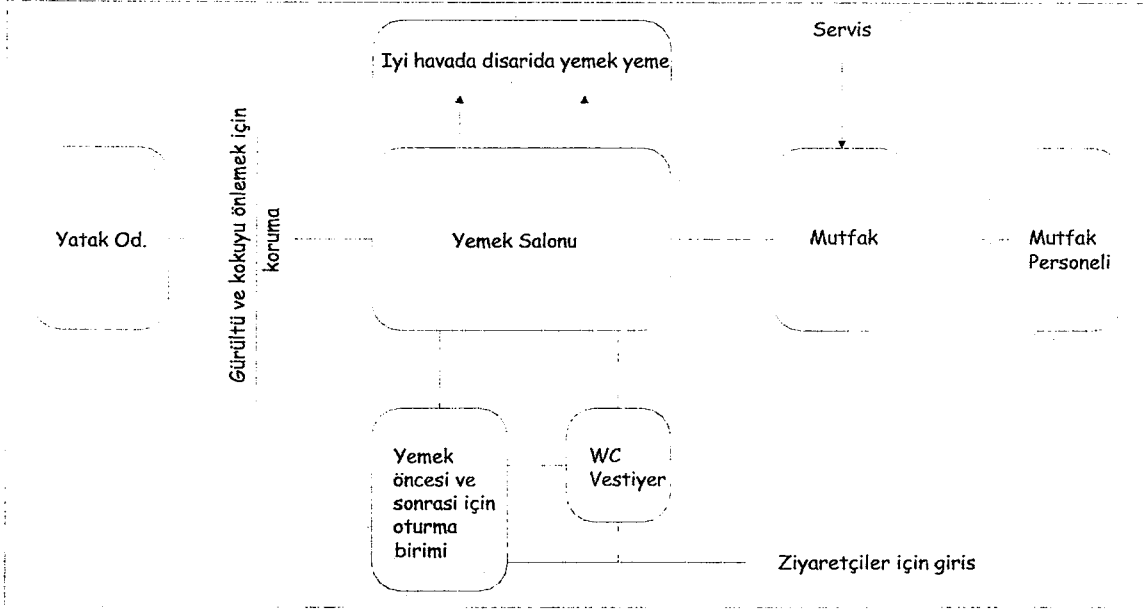 Servis
Iyi havada disarida yemek yeme
Gürültü ve kokuyu önlemek için
koruma
Yatak Od.
Yemek Salonu
Mutfak
Mutfak
Personeli
Yemek
öncesi ve
sonrasi için
oturma
birimi
WC
Vestiyer
Ziyaretçiler için giris